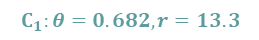 C₁: θ = 0.682, r = 13.3